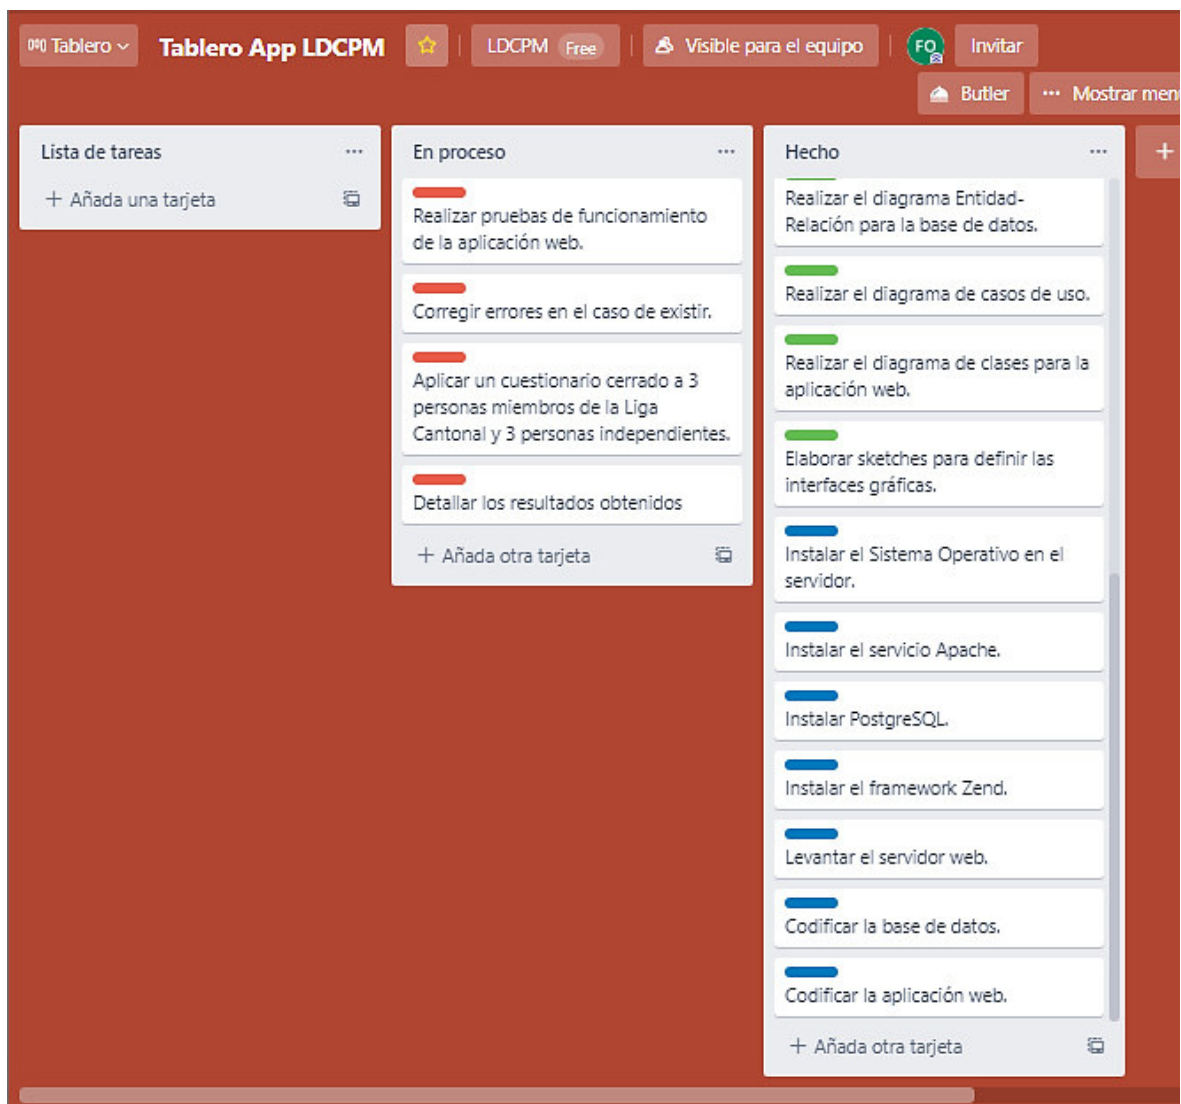 Tablero
Tablero App LDCPM
LDCPM Free
Visible para el equipo
FO
Invitar
Butler
Mostrar menú
Lista de tareas
Añada una tarjeta
En proceso
Realizar pruebas de funcionamiento
de la aplicación web.
Corregir errores en el caso de existir.
Aplicar un cuestionario cerrado a 3
personas miembros de la Liga
Cantonal y 3 personas independientes.
Detallar los resultados obtenidos
Añada otra tarjeta
Hecho
Realizar el diagrama Entidad-
Relación para la base de datos.
Realizar el diagrama de casos de uso.
Realizar el diagrama de clases para la
aplicación web.
Elaborar sketches para definir las
interfaces gráficas.
Instalar el Sistema Operativo en el
servidor.
Instalar el servicio Apache.
Instalar PostgreSQL.
Instalar el framework Zend.
Levantar el servidor web.
Codificar la base de datos.
Codificar la aplicación web.
Añada otra tarjeta